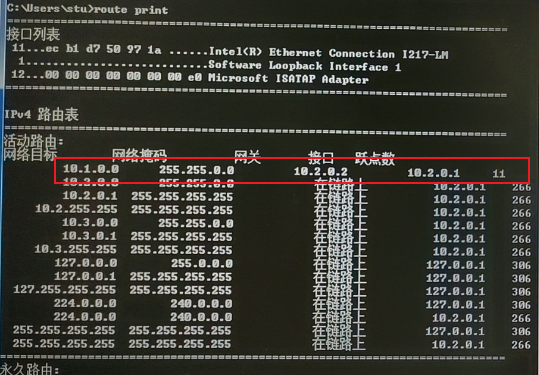 C:\Users\stu>route print
接口列表
11...ec b1 d7 50 97 1a ......Intel(R) Ethernet Connection I217-LM
1...........................Software Loopback Interface 1
12...00 00 00 00 00 00 00 e0 Microsoft ISATAP Adapter
IPv4 路由表
活动路由:
网络目标 网络掩码 网关 接口 跃点数
10.1.0.0 255.255.0.0 10.2.0.2 10.2.0.1 11
10.2.0.0 255.255.0.0 在链路上 10.2.0.1 266
10.2.0.1 255.255.255.255 在链路上 10.2.0.1 266
10.2.255.255 255.255.255.255 在链路上 10.2.0.1 266
10.3.0.0 255.255.0.0 在链路上 10.2.0.1 266
10.3.0.1 255.255.255.255 在链路上 10.2.0.1 266
10.3.255.255 255.255.255.255 在链路上 10.2.0.1 266
127.0.0.0 255.0.0.0 在链路上 127.0.0.1 306
127.0.0.1 255.255.255.255 在链路上 127.0.0.1 306
127.255.255.255 255.255.255.255 在链路上 127.0.0.1 306
224.0.0.0 240.0.0.0 在链路上 127.0.0.1 306
224.0.0.0 240.0.0.0 在链路上 10.2.0.1 266
255.255.255.255 255.255.255.255 在链路上 127.0.0.1 306
255.255.255.255 255.255.255.255 在链路上 10.2.0.1 266
永久路由: